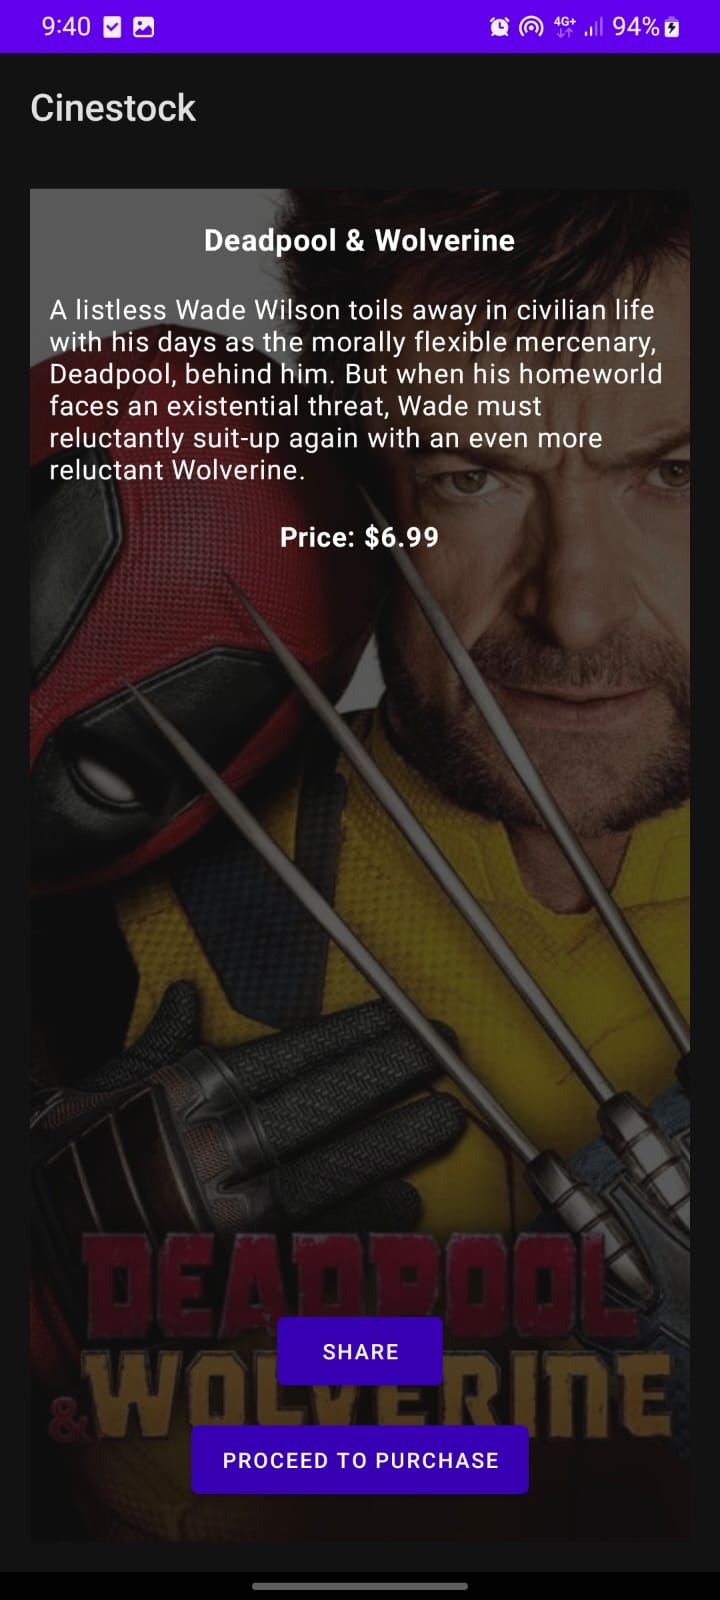 9:40 4G+ 94%
Cinestock
Deadpool & Wolverine
A listless Wade Wilson toils away in civilian life
with his days as the morally flexible mercenary,
Deadpool, behind him. But when his homeworld
faces an existential threat, Wade must
reluctantly suit-up again with an even more
reluctant Wolverine.
Price: $6.99
DEADPOOL
SHARE
&WOLVERINE
PROCEED TO PURCHASE